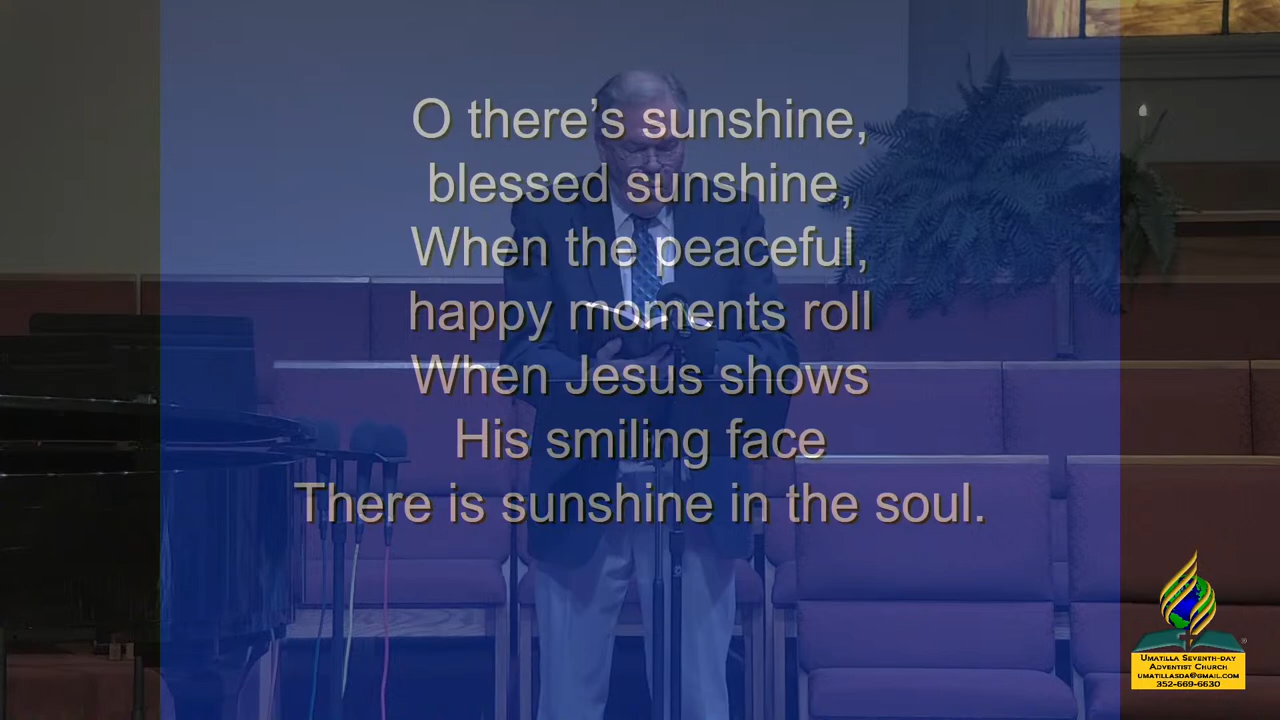 O there’s sunshine,
blessed sunshine,
When the peaceful,
happy moments roll
When Jesus shows
His smiling face
There is sunshine in the soul.
®
Umatilla Seventh-day
Adventist Church
umatillasda@gmail.com
352-669-6630